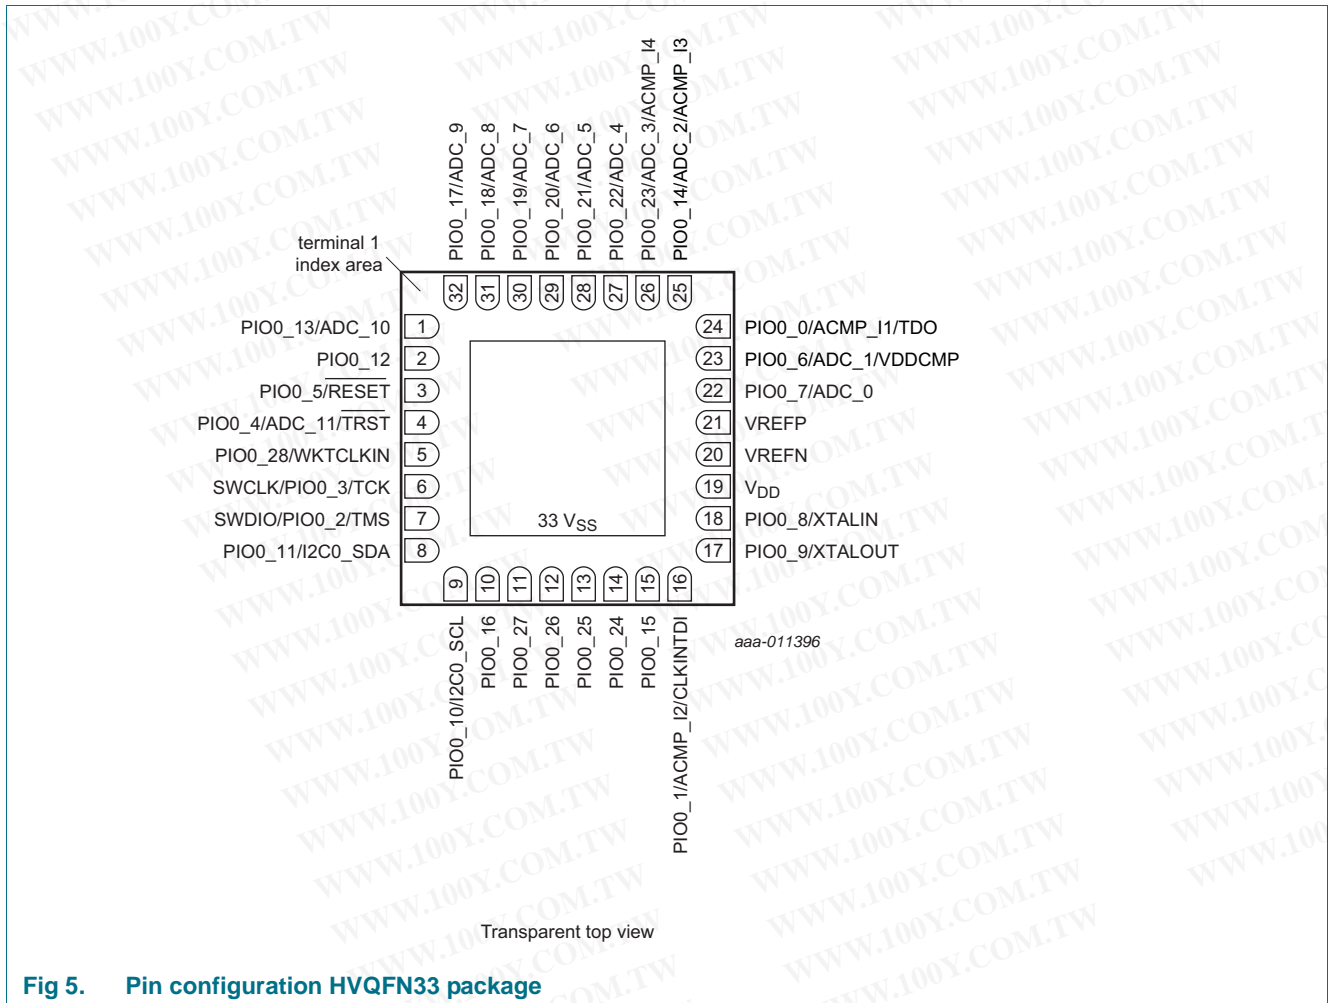 PIO0_17/ADC_9
PIO0_18/ADC_8
PIO0_19/ADC_7
PIO0_20/ADC_6
PIO0_21/ADC_5
PIO0_22/ADC_4
PIO0_23/ADC_3/ACMP_I4
PIO0_14/ADC_2/ACMP_I3
terminal 1
index area
32 31 30 29 28 27 26 25
PIO0_13/ADC_10 1
PIO0_12 2
PIO0_5/RESET 3
PIO0_4/ADC_11/TRST 4
PIO0_28/WKTCLKIN 5
SWCLK/PIO0_3/TCK 6
SWDIO/PIO0_2/TMS 7
PIO0_11/I2C0_SDA 8
33 VSS
24 PIO0_0/ACMP_I1/TDO
23 PIO0_6/ADC_1/VDDCMP
22 PIO0_7/ADC_0
21 VREFP
20 VREFN
19 VDD
18 PIO0_8/XTALIN
17 PIO0_9/XTALOUT
9 10 11 12 13 14 15 16
PIO0_10/I2C0_SCL
PIO0_16
PIO0_27
PIO0_26
PIO0_25
PIO0_24
PIO0_15
PIO0_1/ACMP_I2/CLKINTDI
aaa-011396
Transparent top view
Fig 5. Pin configuration HVQFN33 package
WWW.100Y.COM.TW